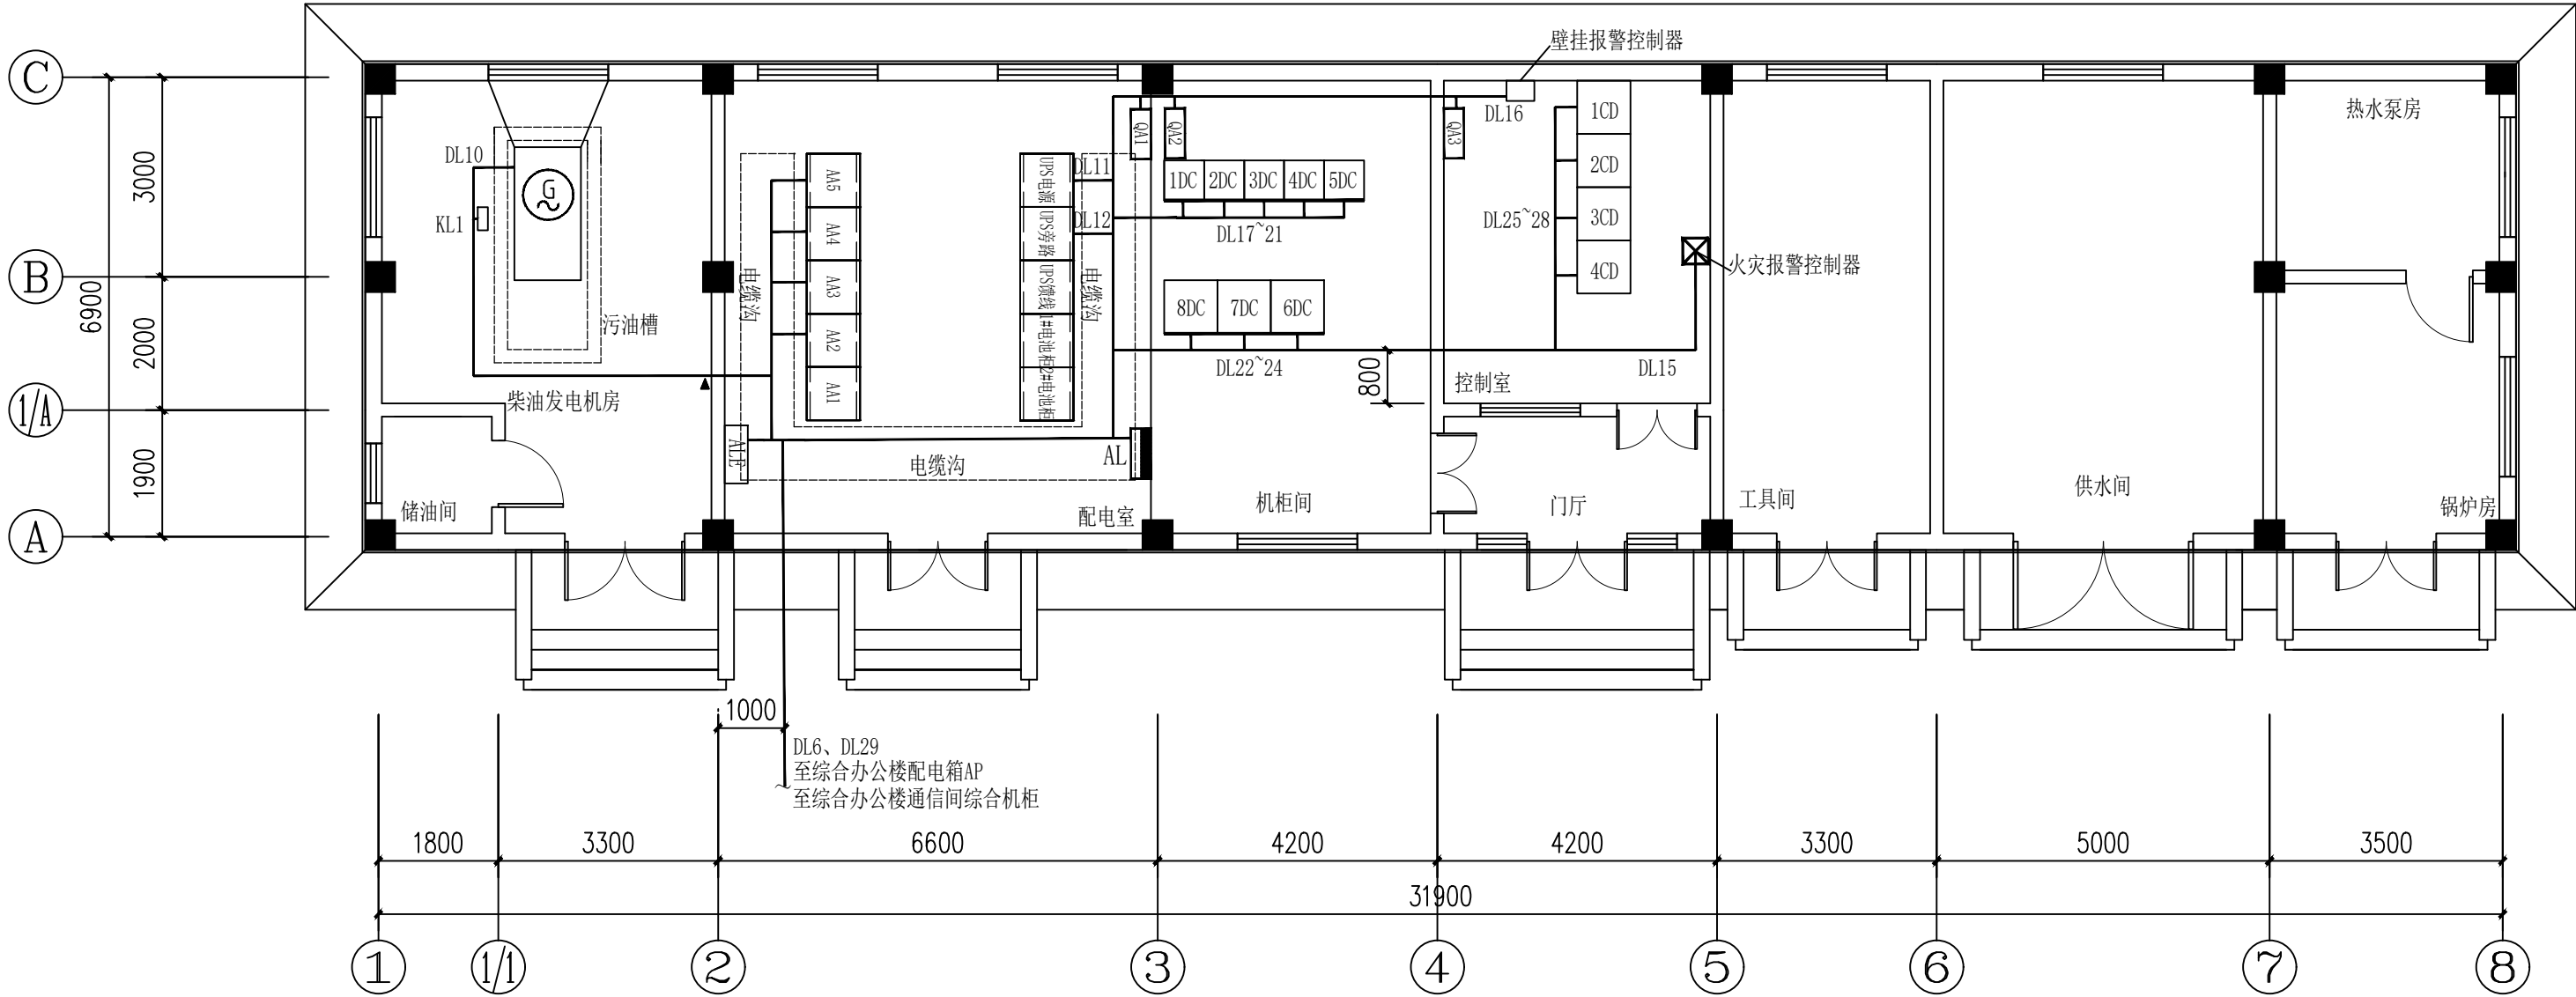 壁挂报警控制器
C
DL16
1CD
热水泵房
QA1
QA2
QA3
DL10
G
3000
AA5
UPS电源
DL11
1DC
2DC
3DC
4DC
5DC
2CD
KL1
DL12
DL17~21
DL25~28
3CD
AA4
UPS旁路
B
电缆沟
电缆沟
4CD
火灾报警控制器
6900
AA3
UPS馈线
8DC
7DC
6DC
污油槽
2000
AA2
1#电池柜
DL22~24
800
DL15
控制室
1/A
柴油发电机房
AA1
2#电池柜
1900
ALE
电缆沟
AL
储油间
配电室
机柜间
门厅
工具间
供水间
锅炉房
A
1000
DL6、DL29
至综合办公楼配电箱AP
至综合办公楼通信间综合机柜
1800
3300
6600
4200
4200
3300
5000
3500
31900
1
1/1
2
3
4
5
6
7
8